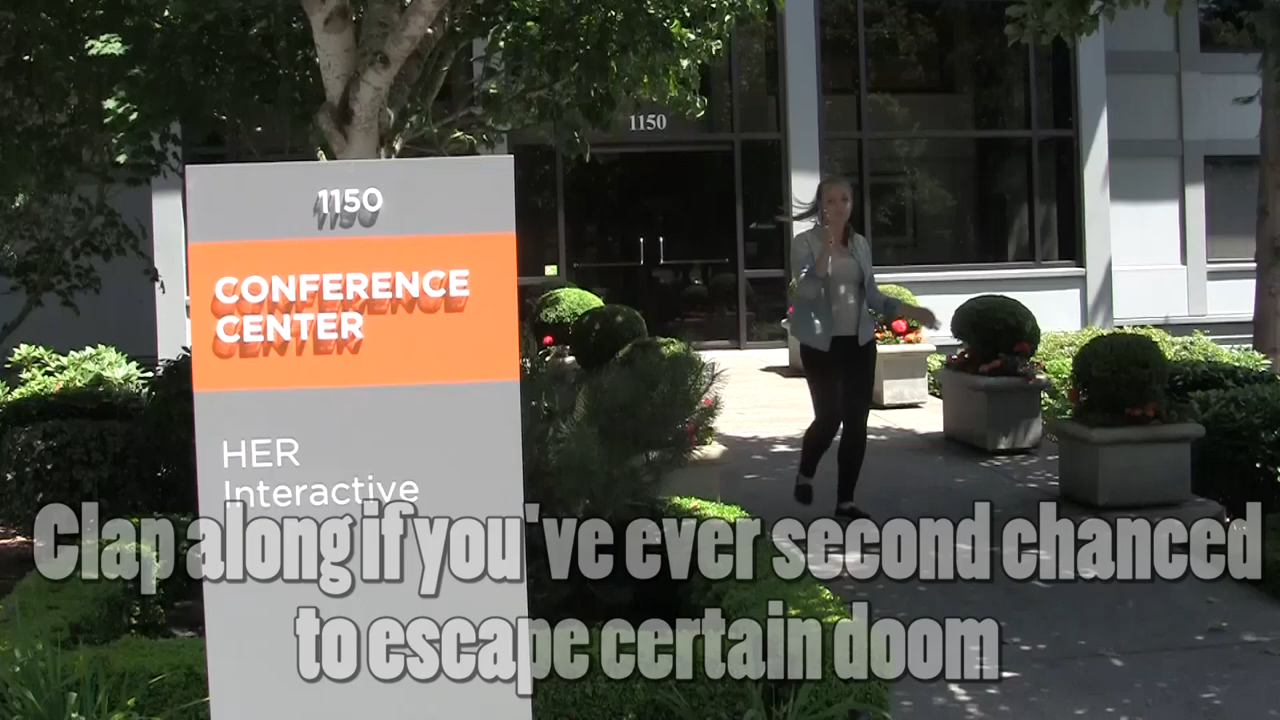 1150
1150
CONFERENCE
CENTER
HER
Interactive
Clap along if you've ever second chanced
to escape certain doom